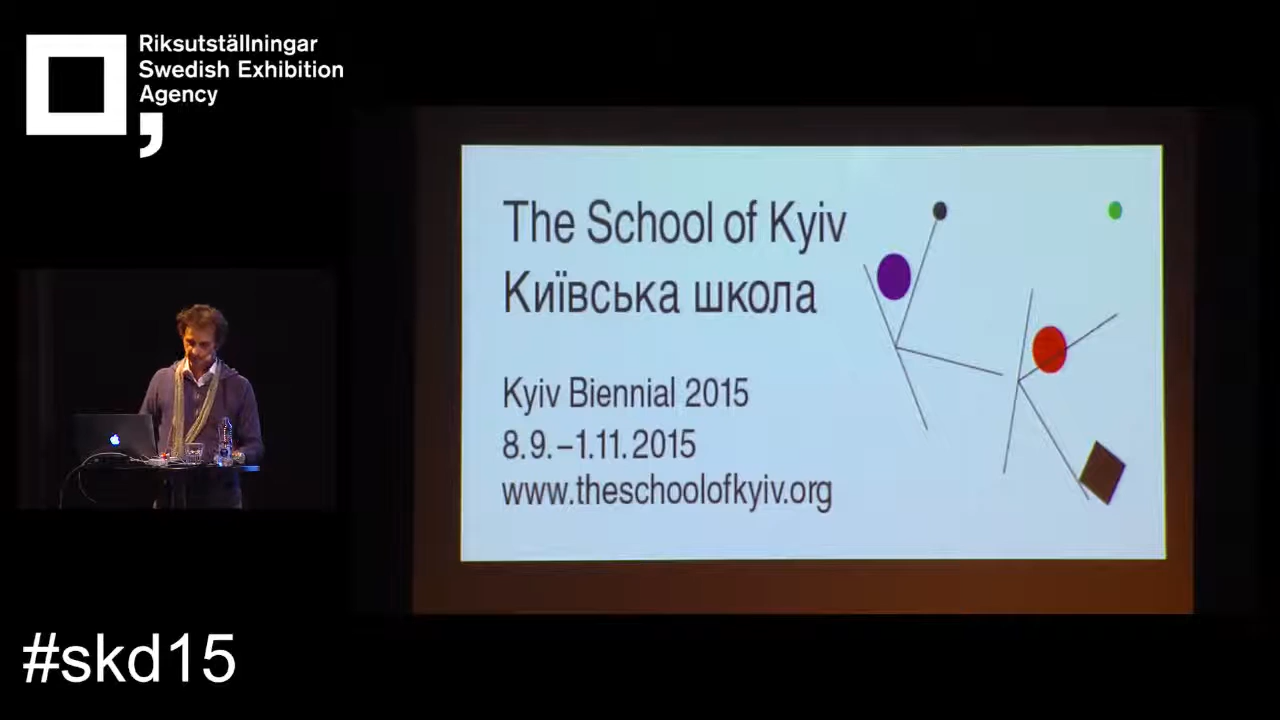 Riksutställningar
Swedish Exhibition
Agency
The School of Kyiv
Київська школа
Kyiv Biennial 2015
8.9.–1.11.2015
www.theschoolofkyiv.org
#skd15